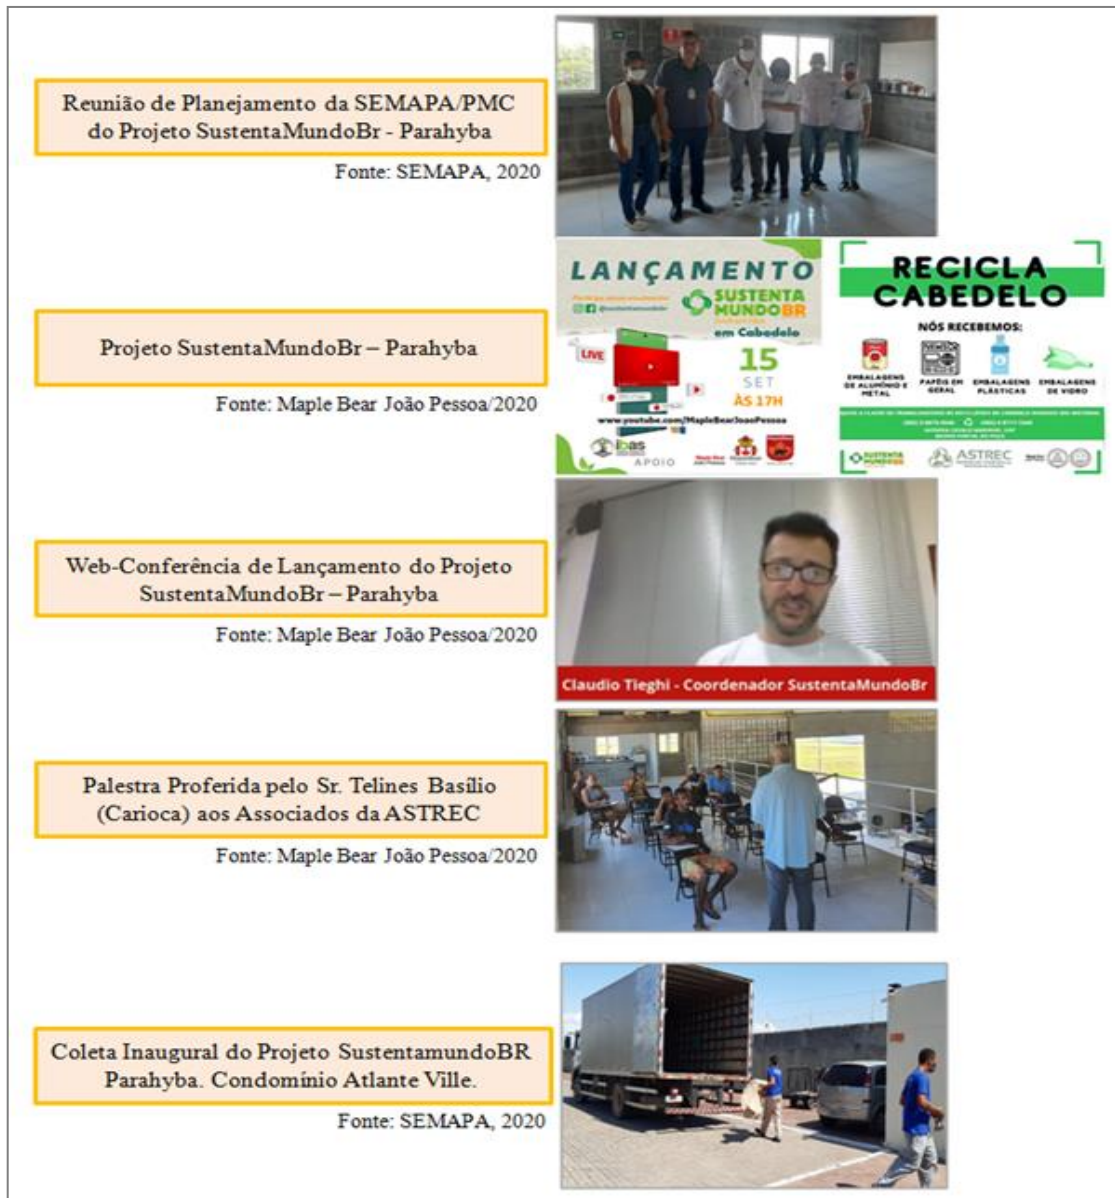 Reunião de Planejamento da SEMAPA/PMC
do Projeto SustentaMundoBr - Parahyba
Fonte: SEMAPA, 2020
Projeto SustentaMundoBr – Parahyba
Fonte: Maple Bear João Pessoa/2020
LANÇAMENTO
SUSTENTA
MUNDOBR
em Cabedelo
LIVE
15
SET
ÀS 17H
www.youtube.com/MapleBearJoaoPessoa
ibas
APOIO
RECICLA
CABEDELO
NÓS RECEBEMOS:
EMBALAGENS
DE ALUMÍNIO E
METAL
PAPÉIS EM
GERAL
EMBALAGENS
PLÁSTICAS
EMBALAGENS
DE VIDRO
SUSTENTA
MUNDOBR
ASTREC
Web-Conferência de Lançamento do Projeto
SustentaMundoBr – Parahyba
Fonte: Maple Bear João Pessoa/2020
Claudio Tieghi - Coordenador SustentaMundoBr
Palestra Proferida pelo Sr. Telines Basílio
(Carioca) aos Associados da ASTREC
Fonte: Maple Bear João Pessoa/2020
Coleta Inaugural do Projeto SustentamundoBR
Parahyba. Condomínio Atlante Ville.
Fonte: SEMAPA, 2020